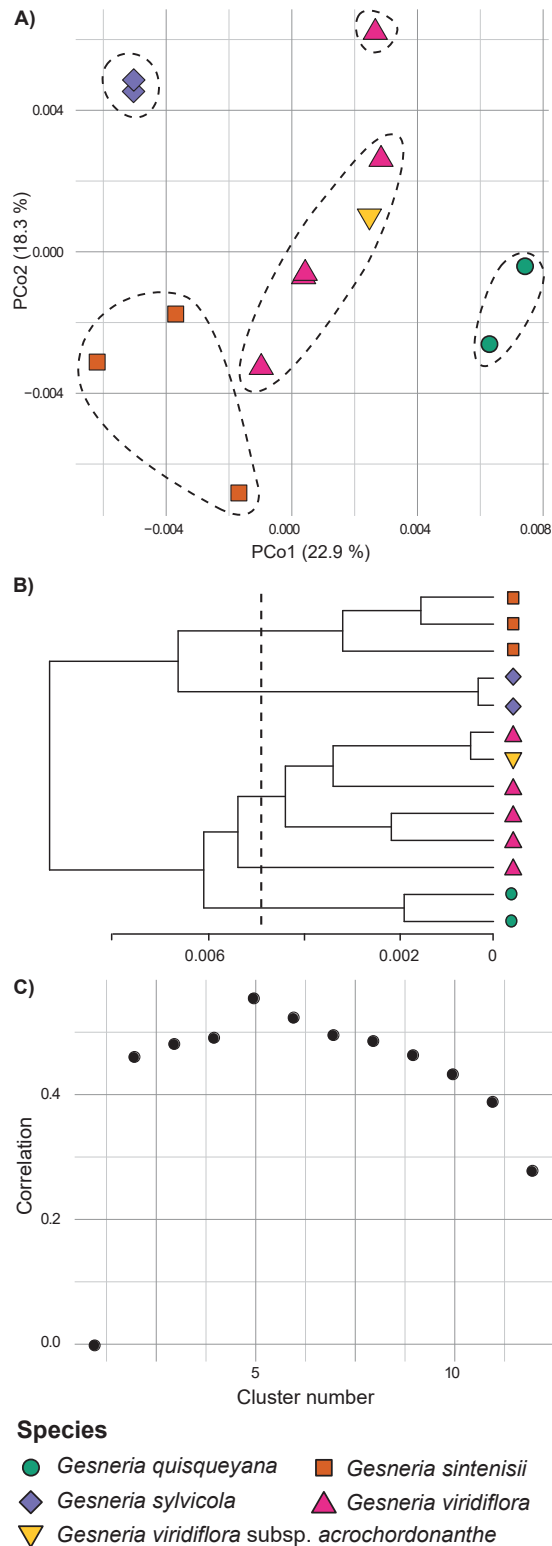 A)
0.004
0.000
−0.004
PCo2 (18.3 %)
−0.004 0.000 0.004 0.008
PCo1 (22.9 %)
B)
0.006 0.002 0
C)
0.4
0.2
0.0
Correlation
5 10
Cluster number
Species
Gesneria quisqueyana Gesneria sintenisii
Gesneria sylvicola Gesneria viridiflora
Gesneria viridiflora subsp. acrochordonanthe